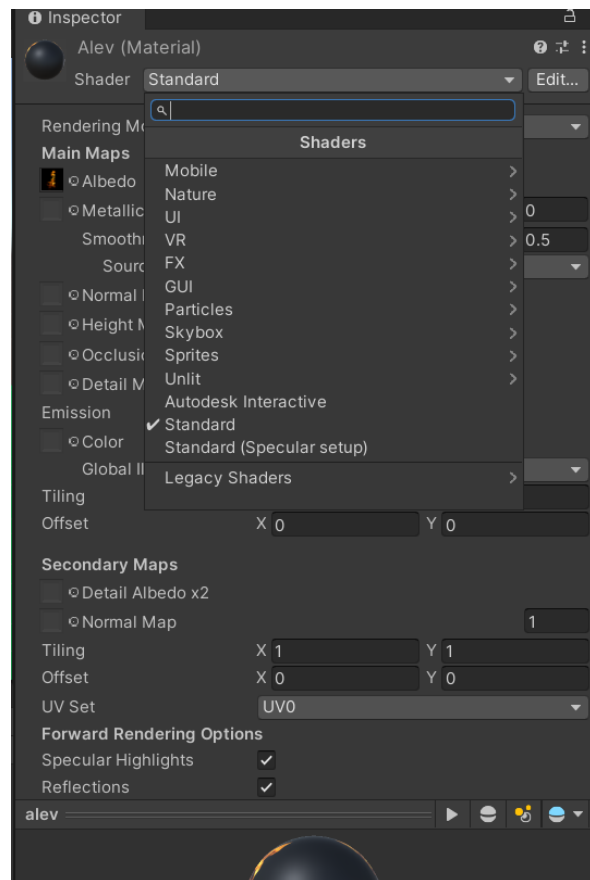 Inspector
Alev (Material)
Shader Standard Edit...
Shaders
Rendering Mo
Main Maps
Mobile
Albedo
Nature
Metallic
UI
0
Smooth
VR
0.5
Sourc
FX
GUI
Normal
Particles
Height M
Skybox
Occlusio
Sprites
Detail M
Unlit
Autodesk Interactive
Emission
Standard
Color
Standard (Specular setup)
Global Il
Legacy Shaders
Tiling
Offset X 0 Y 0
Secondary Maps
Detail Albedo x2
Normal Map 1
Tiling X 1 Y 1
Offset X 0 Y 0
UV Set UV0
Forward Rendering Options
Specular Highlights
Reflections
alev